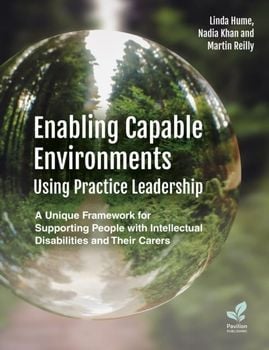 Linda Hume,
Nadia Khan and
Martin Reilly
Enabling Capable
Environments
Using Practice Leadership
A Unique Framework for
Supporting People with Intellectual
Disabilities and Their Carers
Pavilion
PUBLISHING